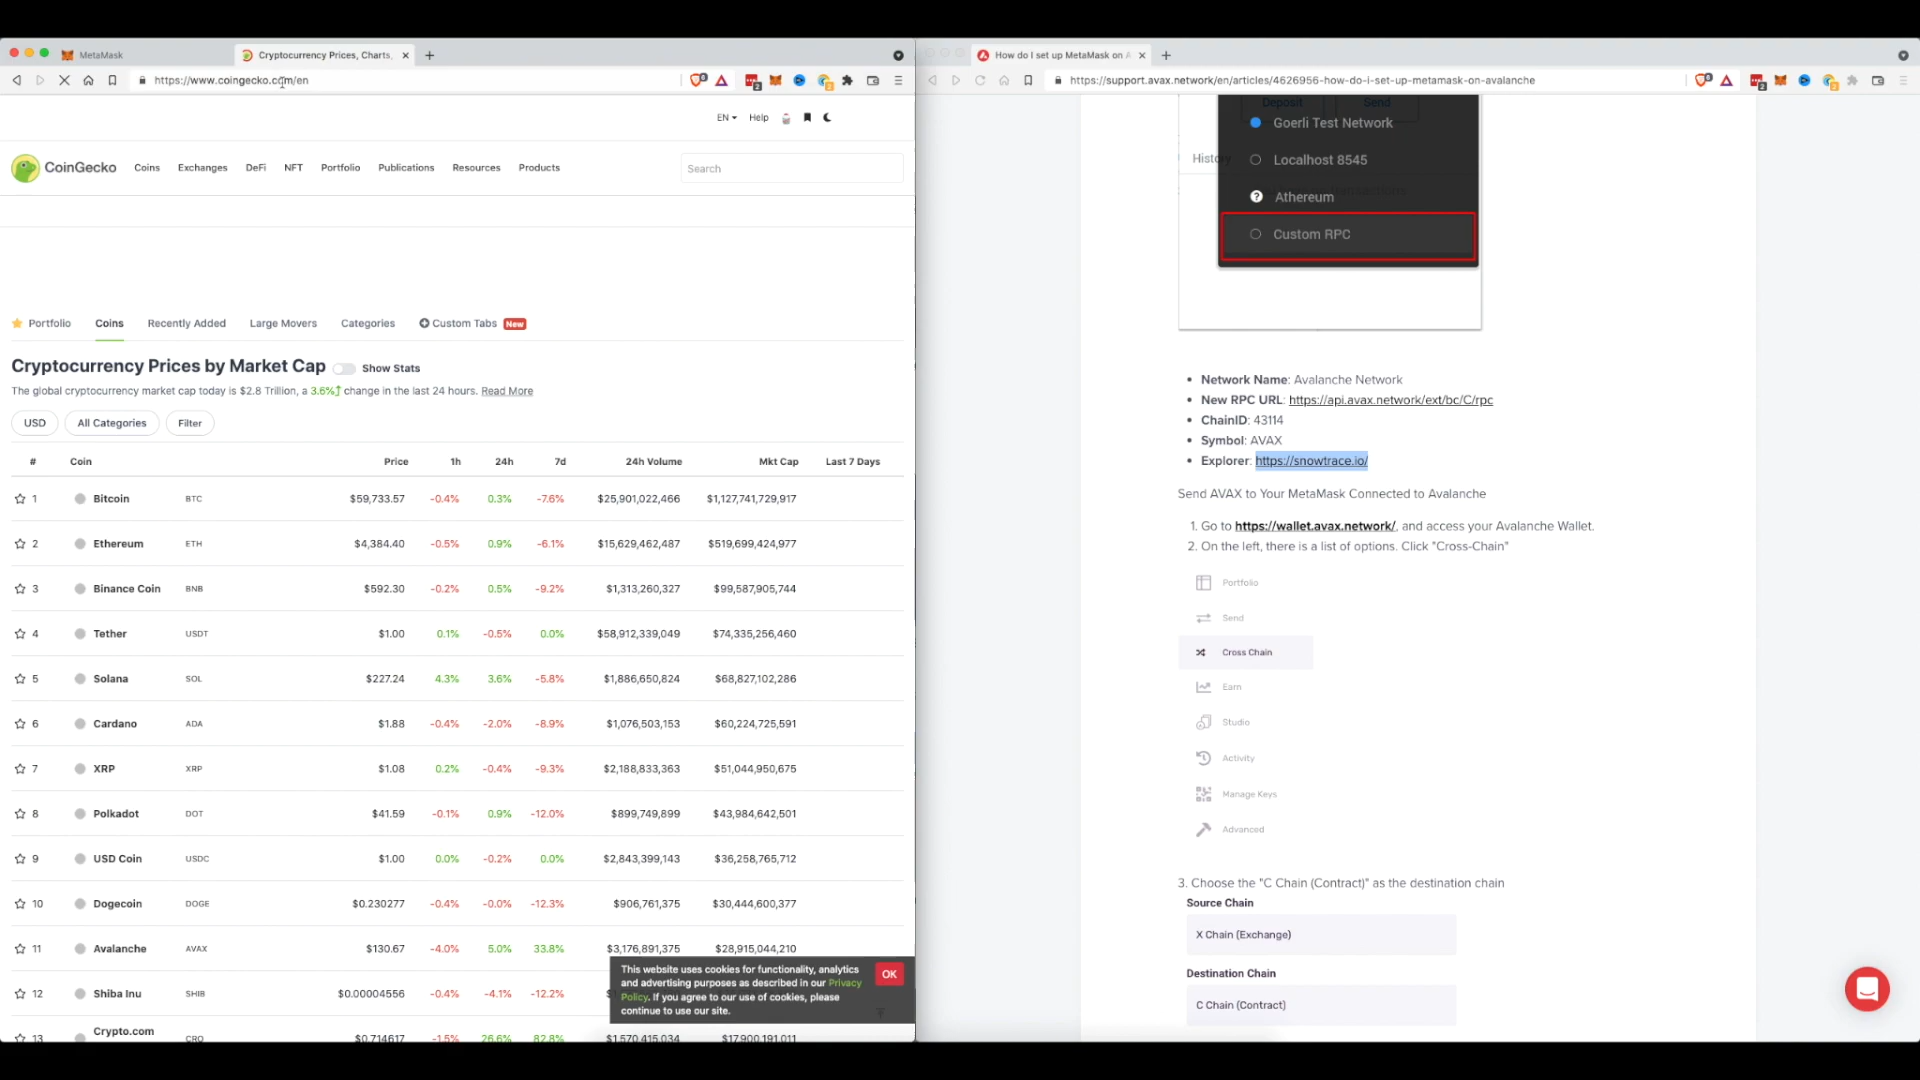 MetaMask
Cryptocurrency Prices, Charts,
https://www.coingecko.com/en
EN
Help
CoinGecko
Coins
Exchanges
DeFi
NFT
Portfolio
Publications
Resources
Products
Search
Portfolio
Coins
Recently Added
Large Movers
Categories
Custom Tabs New
Cryptocurrency Prices by Market Cap
Show Stats
The global cryptocurrency market cap today is $2.8 Trillion, a 3.6% change in the last 24 hours. Read More
USD
All Categories
Filter
# Coin Price 1h 24h 7d 24h Volume Mkt Cap Last 7 Days
1 Bitcoin BTC $59,733.57 -0.4% 0.3% -7.6% $25,901,022,466 $1,127,741,729,917
2 Ethereum ETH $4,384.40 -0.5% 0.9% -6.1% $15,629,462,487 $519,699,424,977
3 Binance Coin BNB $592.30 -0.2% 0.5% -9.2% $1,313,260,327 $99,587,905,744
4 Tether USDT $1.00 0.1% -0.5% 0.0% $58,912,339,049 $74,335,256,460
5 Solana SOL $227.24 4.3% 3.6% -5.8% $1,886,650,824 $68,827,102,286
6 Cardano ADA $1.88 -0.4% -2.0% -8.9% $1,076,503,153 $60,224,725,591
7 XRP XRP $1.08 0.2% -0.4% -9.3% $2,188,833,363 $51,044,950,675
8 Polkadot DOT $41.59 -0.1% 0.9% -12.0% $899,749,899 $43,984,642,501
9 USD Coin USDC $1.00 0.0% -0.2% 0.0% $2,843,399,143 $36,258,765,712
10 Dogecoin DOGE $0.230277 -0.4% -0.0% -12.3% $906,761,375 $30,444,600,377
11 Avalanche AVAX $130.67 -4.0% 5.0% 33.8% $3,176,891,375 $28,915,044,210
12 Shiba Inu SHIB $0.00004556 -0.4% -4.1% -12.2%
13 Crypto.com CRO $0.714617 -1.5% 26.6% 82.8% $1,570,415,034 $17,900,191,011
This website uses cookies for functionality, analytics
and advertising purposes as described in our Privacy
Policy. If you agree to our use of cookies, please
continue to use our site.
OK
How do I set up MetaMask on A
https://support.avax.network/en/articles/4626956-how-do-i-set-up-metamask-on-avalanche
Deposit
Send
Goerli Test Network
History
Localhost 8545
Athereum
Custom RPC
Network Name: Avalanche Network
New RPC URL: https://api.avax.network/ext/bc/C/rpc
ChainID: 43114
Symbol: AVAX
Explorer: https://snowtrace.io/
Send AVAX to Your MetaMask Connected to Avalanche
1. Go to https://wallet.avax.network/, and access your Avalanche Wallet.
2. On the left, there is a list of options. Click "Cross-Chain"
Portfolio
Send
Cross Chain
Earn
Studio
Activity
Manage Keys
Advanced
3. Choose the "C Chain (Contract)" as the destination chain
Source Chain
X Chain (Exchange)
Destination Chain
C Chain (Contract)